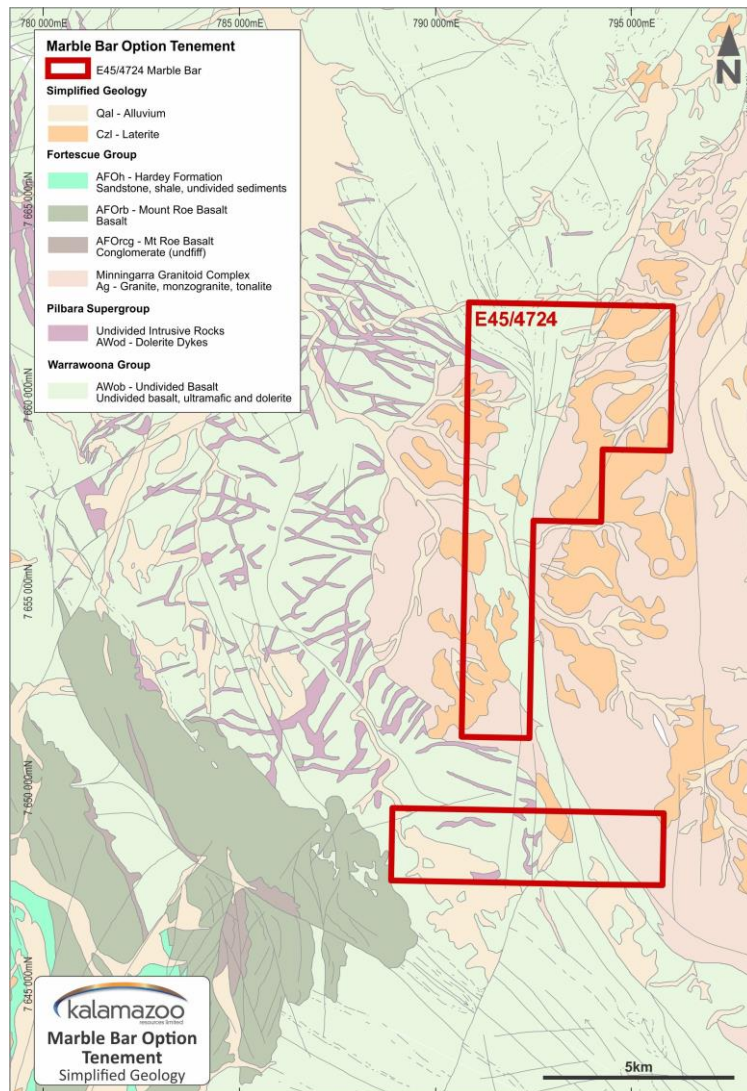 780 000mE
785 000mE
790 000mE
795 000mE
Marble Bar Option Tenement
E45/4724 Marble Bar
Simplified Geology
Qal - Alluvium
Czl - Laterite
Fortescue Group
AFOh - Hardey Formation
Sandstone, shale, undivided sediments
AFOrb - Mount Roe Basalt
Basalt
AFOrcg - Mt Roe Basalt
Conglomerate (undfiff)
Minningarra Granitoid Complex
Ag - Granite, monzogranite, tonalite
Pilbara Supergroup
Undivided Intrusive Rocks
AWod - Dolerite Dykes
Warrawoona Group
AWob - Undivided Basalt
Undivided basalt, ultramafic and dolerite
N
7 665 000mN
7 660 000mN
7 655 000mN
7 650 000mN
7 645 000mN
E45/4724
kalamazoo
resources limited
Marble Bar Option
Tenement
Simplified Geology
5km